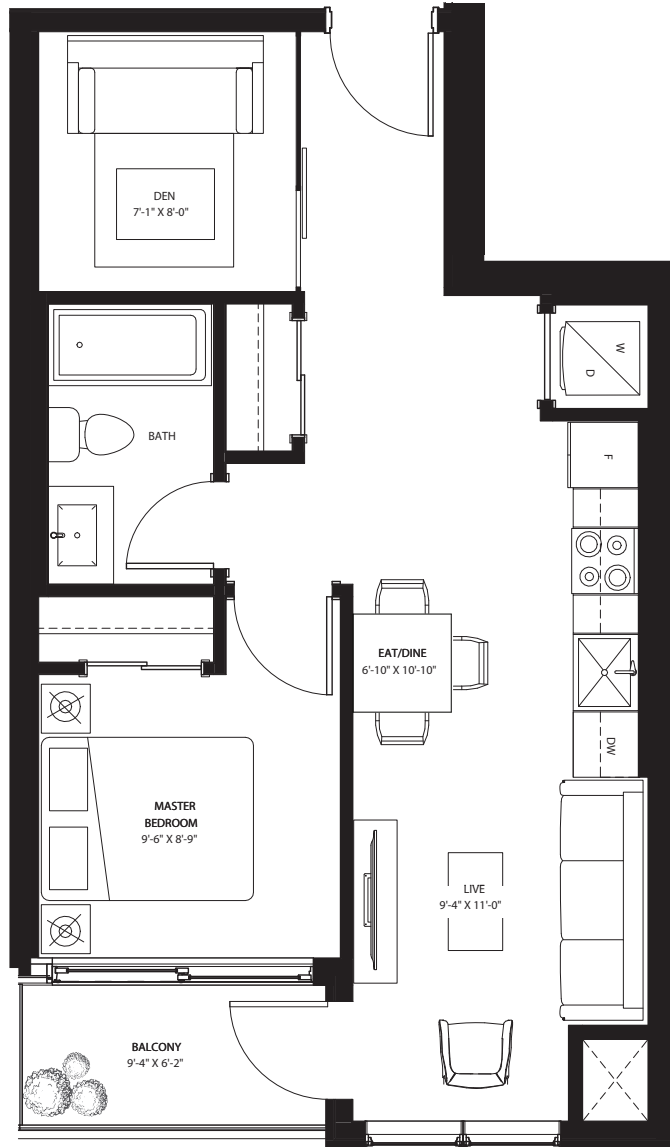 DEN
7'-1" X 8'-0"
W
D
BATH
F
EAT/DINE
6'-10" X 10'-10"
DW
MASTER
BEDROOM
9'-6" X 8'-9"
LIVE
9'-4" X 11'-0"
BALCONY
9'-4" X 6'-2"